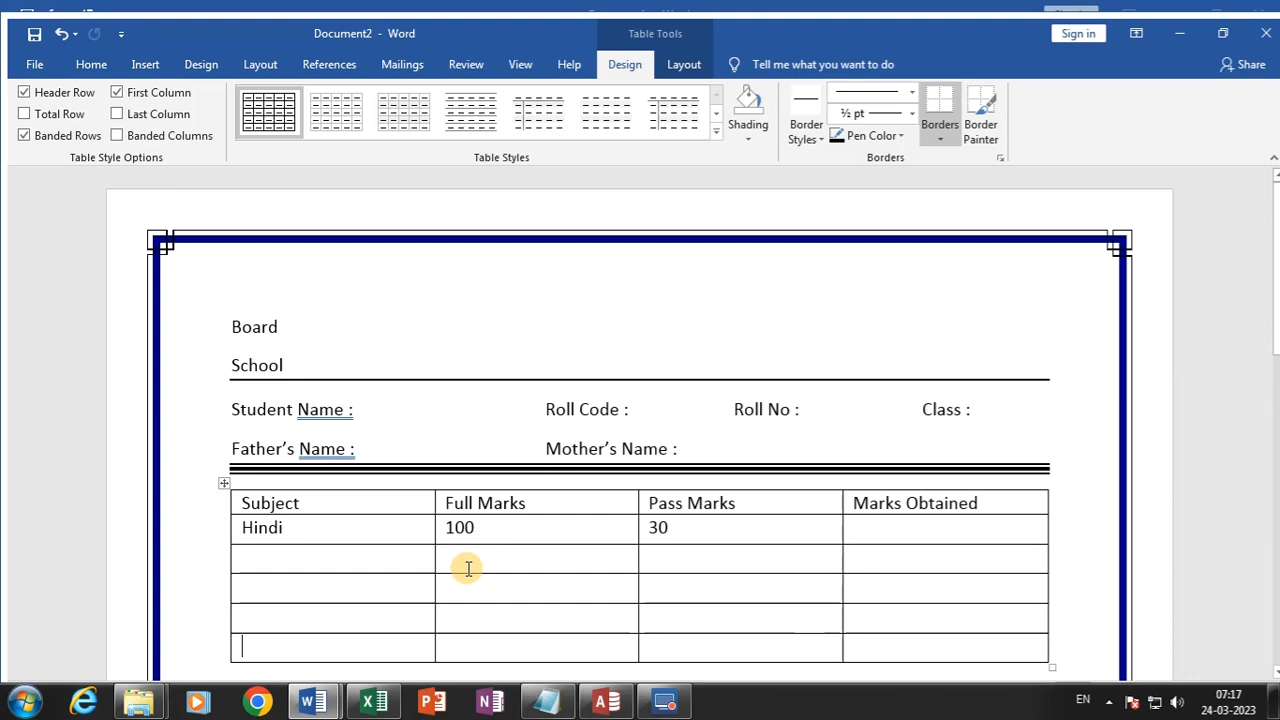 Document2 - Word
Table Tools
Sign in
File Home Insert Design Layout References Mailings Review View Help Design Layout Tell me what you want to do Share
Header Row First Column
Total Row Last Column
Banded Rows Banded Columns
Table Style Options
Table Styles
Shading
Border Styles
½ pt
Pen Color
Borders
Border Painter
Borders
Board
School
Student Name : Roll Code : Roll No : Class :
Father's Name : Mother's Name :
Subject Full Marks Pass Marks Marks Obtained
Hindi 100 30
EN 07:17
24-03-2023